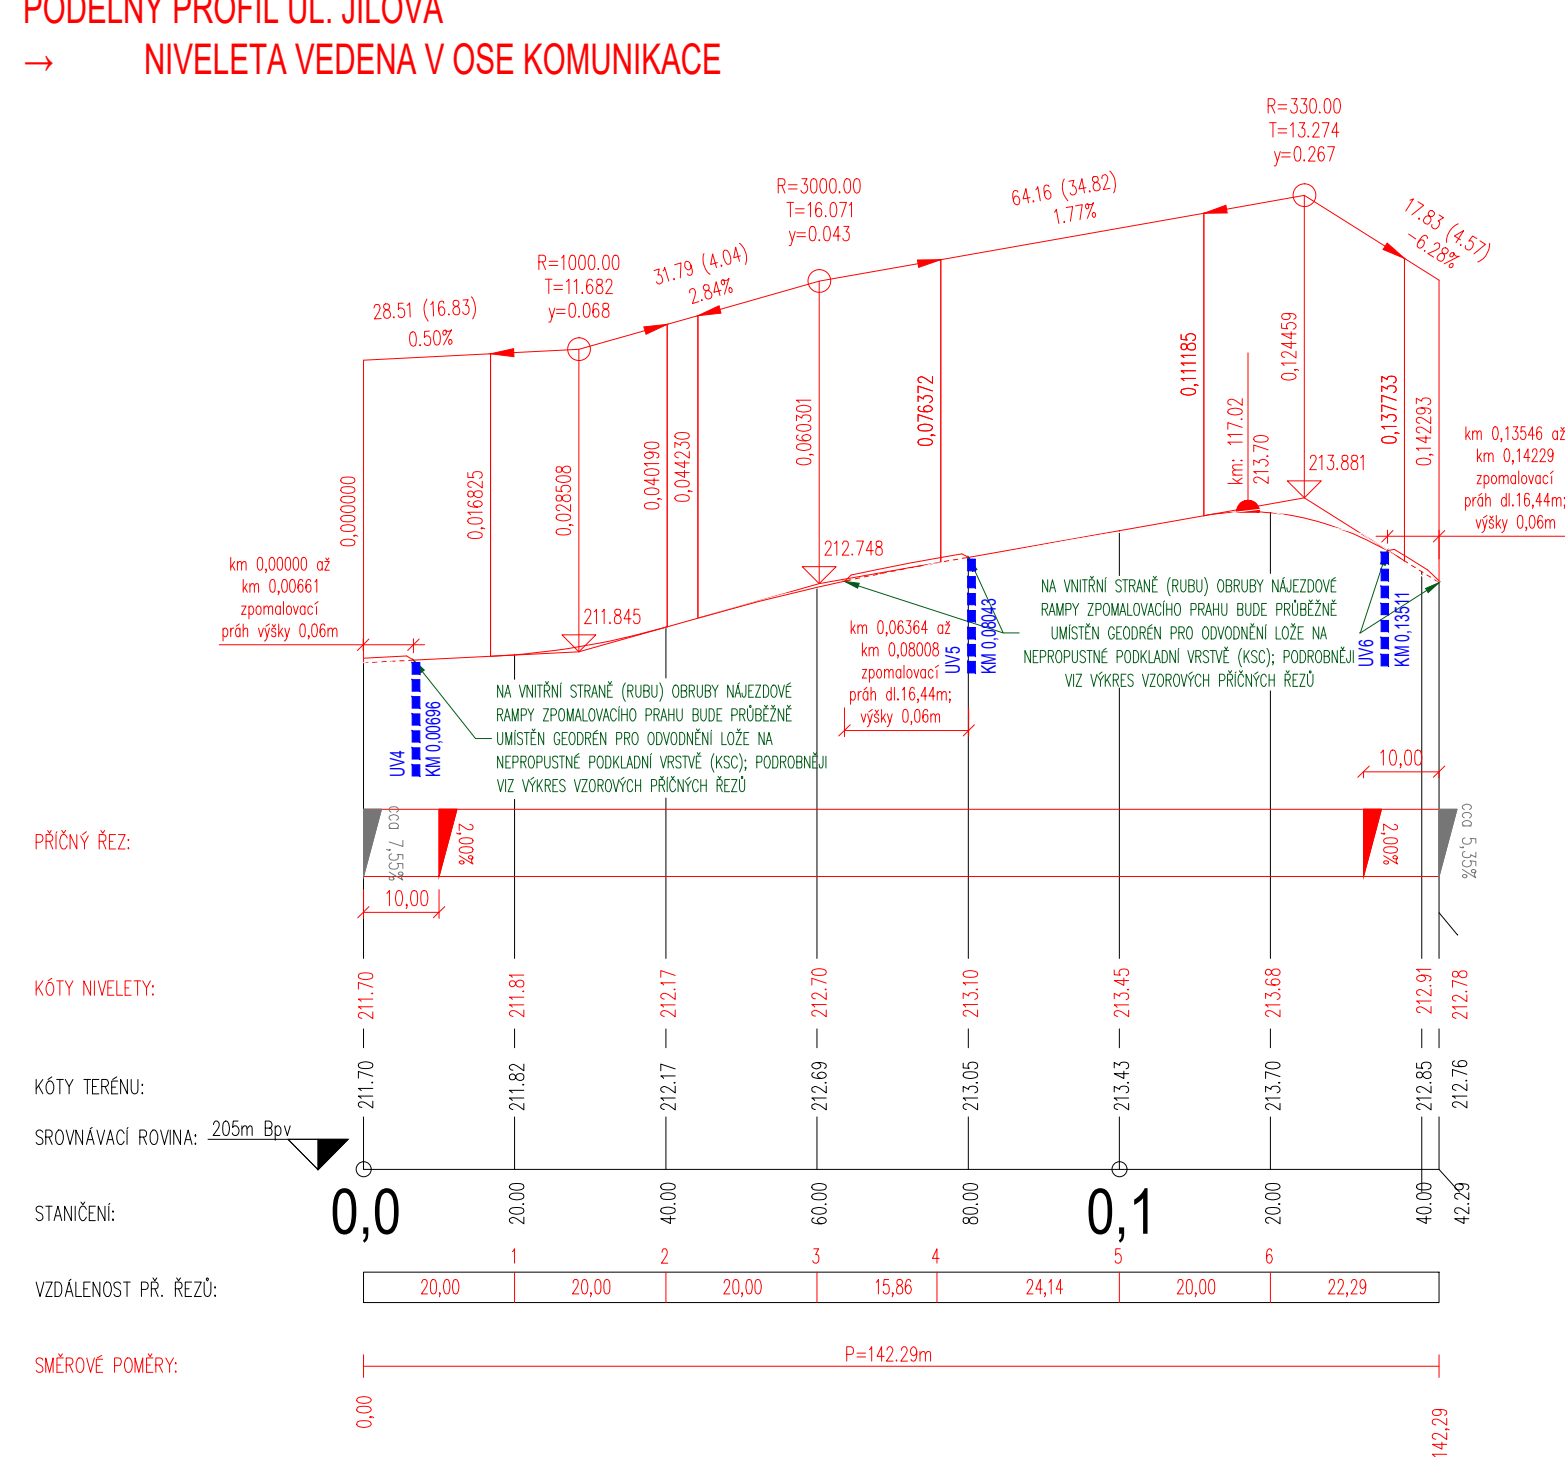 PODÉLNÝ PROFIL UL. JÍLOVÁ
→ NIVELETA VEDENA V OSE KOMUNIKACE
R=330.00
T=13.274
y=0.267
R=3000.00
T=16.071
y=0.043
R=1000.00
T=11.682
y=0.068
28.51 (16.83)
0.50%
31.79 (4.04)
2.84%
64.16 (34.82)
1.77%
17.83 (4.57)
-6.28%
0,000000
0,016825
0,028508
0,040190
0,044230
0,060301
0,076372
0,111185
km: 117.02
213.70
0,124459
0,137733
0,142293
211.845
212.748
213.881
km 0,00000 až
km 0,00661
zpomalovací
práh výšky 0,06m
km 0,06364 až
km 0,08008
zpomalovací
práh dl.16,44m;
výšky 0,06m
km 0,13546 až
km 0,14229
zpomalovací
práh dl.16,44m;
výšky 0,06m
NA VNITŘNÍ STRANĚ (RUBU) OBRUBY NÁJEZDOVÉ
RAMPY ZPOMALOVACÍHO PRAHU BUDE PRŮBĚŽNĚ
UMÍSTĚN GEODRÉN PRO ODVODNĚNÍ LOŽE NA
NEPROPUSTNÉ PODKLADNÍ VRSTVĚ (KSC); PODROBNĚJI
VIZ VÝKRES VZOROVÝCH PŘÍČNÝCH ŘEZŮ
NA VNITŘNÍ STRANĚ (RUBU) OBRUBY NÁJEZDOVÉ
RAMPY ZPOMALOVACÍHO PRAHU BUDE PRŮBĚŽNĚ
UMÍSTĚN GEODRÉN PRO ODVODNĚNÍ LOŽE NA
NEPROPUSTNÉ PODKLADNÍ VRSTVĚ (KSC); PODROBNĚJI
VIZ VÝKRES VZOROVÝCH PŘÍČNÝCH ŘEZŮ
UV4
KM 0,00696
UV5
KM 0,08043
UV6
KM 0,13511
10,00
PŘÍČNÝ ŘEZ:
cca 7,55%
2,00%
2,00%
cca 5,35%
10,00
KÓTY NIVELETY:
211.70
211.81
212.17
212.70
213.10
213.45
213.68
212.91
212.78
KÓTY TERÉNU:
211.70
211.82
212.17
212.69
213.05
213.43
213.70
212.85
212.76
SROVNÁVACÍ ROVINA: 205m Bpv
STANIČENÍ:
0,0
20.00
40.00
60.00
80.00
0,1
20.00
40.00
42.29
1 2 3 4 5 6
VZDÁLENOST PŘ. ŘEZŮ: 20,00 20,00 20,00 15,86 24,14 20,00 22,29
SMĚROVÉ POMĚRY: P=142.29m
0,00
142,29